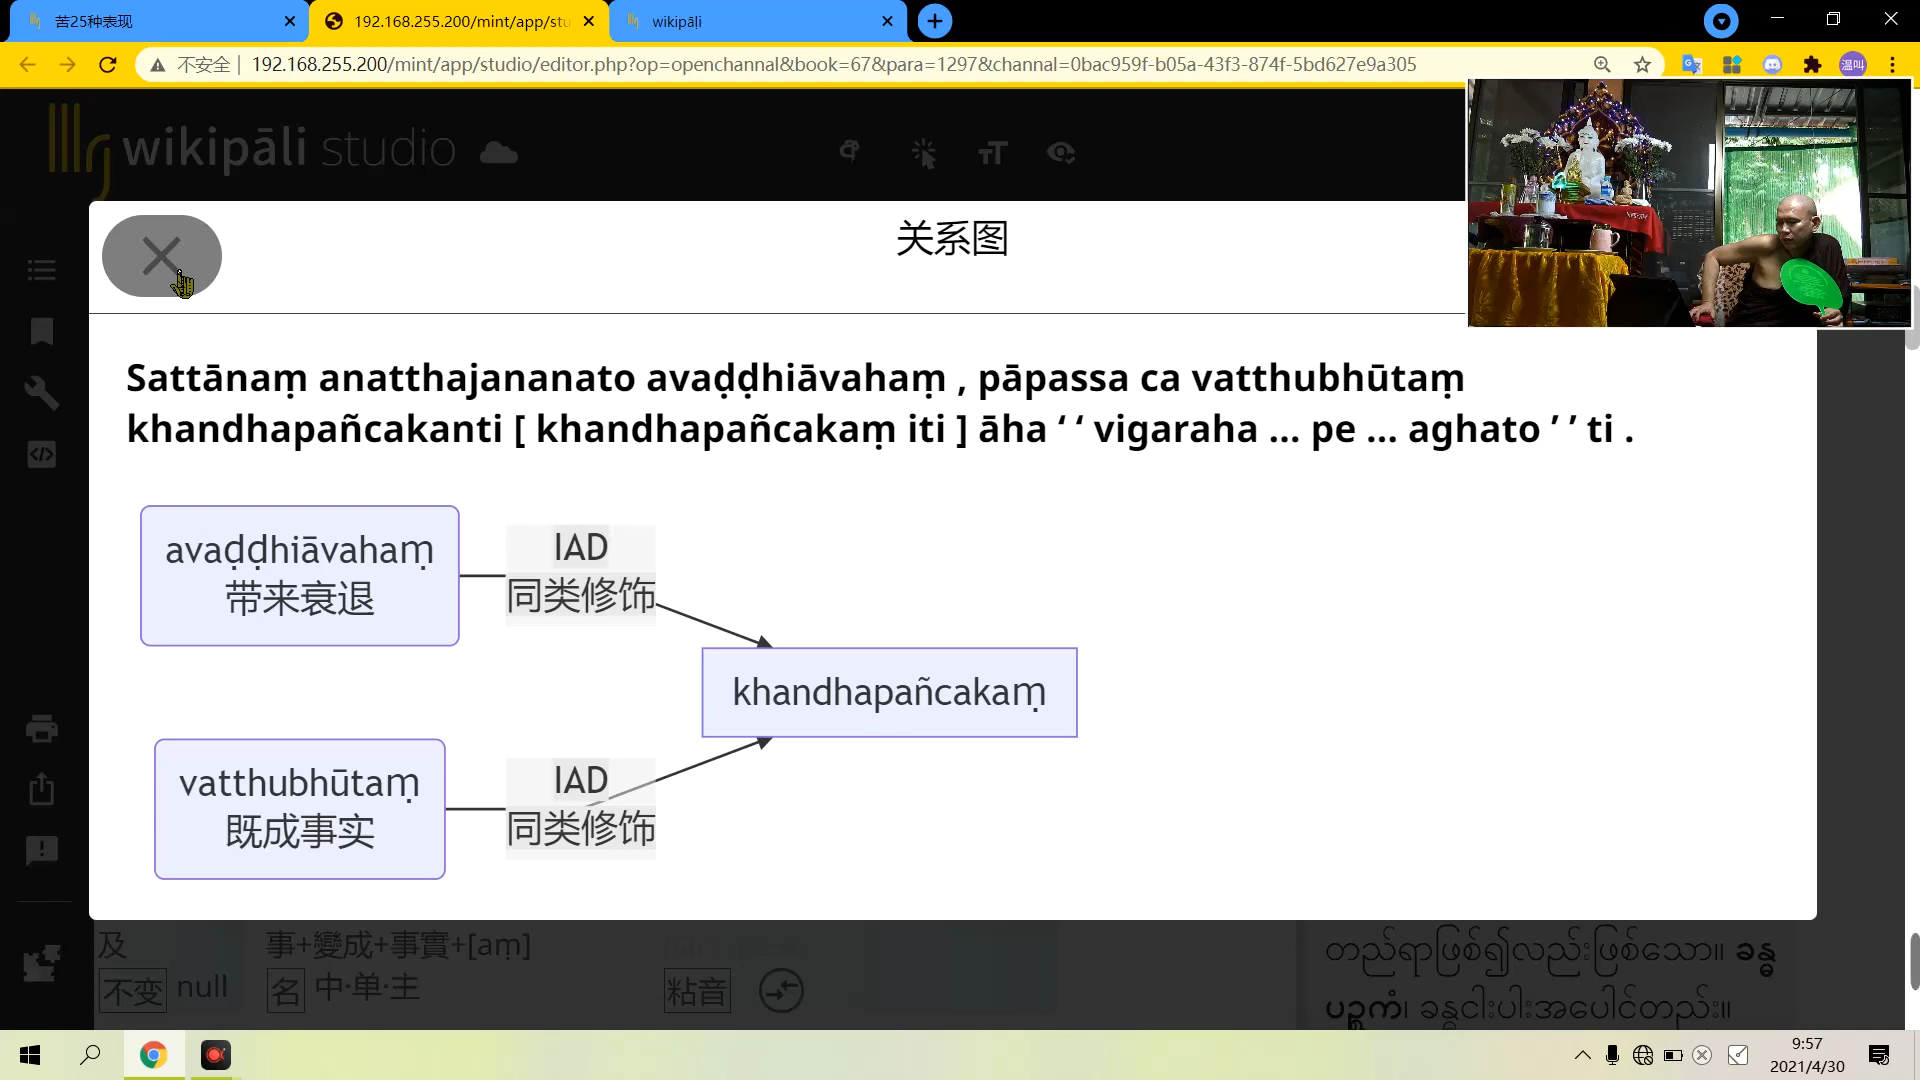 苦25种表现
192.168.255.200/mint/app/stu
wikipāḷi
不安全
192.168.255.200/mint/app/studio/editor.php?op=openchannal&book=67&para=1297&channal=0bac959f-b05a-43f3-874f-5bd627e9a305
温叫
wikipāli studio
关系图
Sattānaṃ anatthajananato avaḍḍhiāvahaṃ , pāpassa ca vatthubhūtaṃ
khandhapañcakanti [ khandhapañcakaṃ iti ] āha ‘ ‘ vigaraha ... pe ... aghato ’ ’ ti .
avaḍḍhiāvahaṃ
带来衰退
IAD
同类修饰
khandhapañcakaṃ
vatthubhūtaṃ
既成事实
IAD
同类修饰
及
事+變成+事實+[aṃ]
不变 null
名 中·单·主
粘音
တည်ရာဖြစ်၍လည်းဖြစ်သော။ ခန္ဓ
ပဉ္စကံ၊ ခန္ဓငါးပါးအပေါင်တည်း။
9:57
2021/4/30